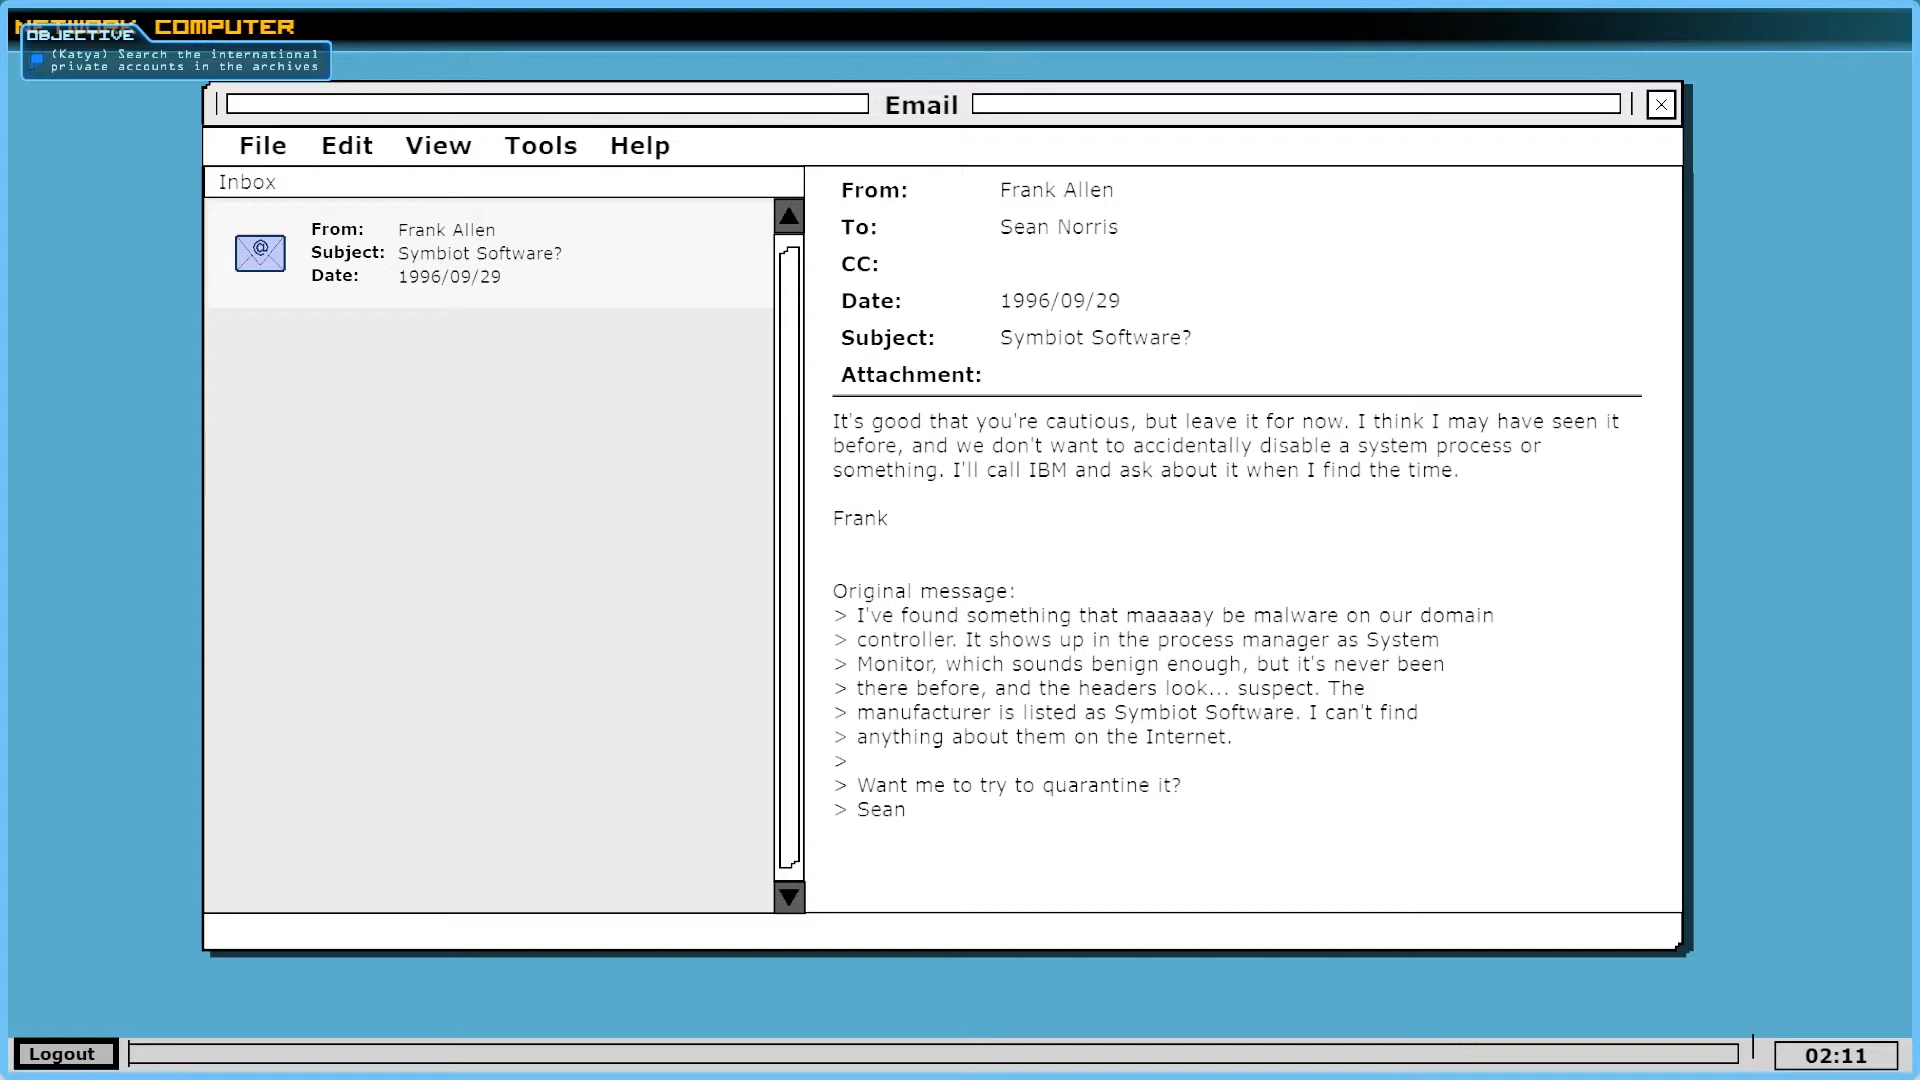 NETWORK COMPUTER
OBJECTIVE
(Katya) Search the international
private accounts in the archives
Email
File Edit View Tools Help
Inbox
From: Frank Allen
Subject: Symbiot Software?
Date: 1996/09/29
From: Frank Allen
To: Sean Norris
CC:
Date: 1996/09/29
Subject: Symbiot Software?
Attachment:
It's good that you're cautious, but leave it for now. I think I may have seen it
before, and we don't want to accidentally disable a system process or
something. I'll call IBM and ask about it when I find the time.
Frank
Original message:
> I've found something that maaaaay be malware on our domain
> controller. It shows up in the process manager as System
> Monitor, which sounds benign enough, but it's never been
> there before, and the headers look... suspect. The
> manufacturer is listed as Symbiot Software. I can't find
> anything about them on the Internet.
>
> Want me to try to quarantine it?
> Sean
Logout
02:11